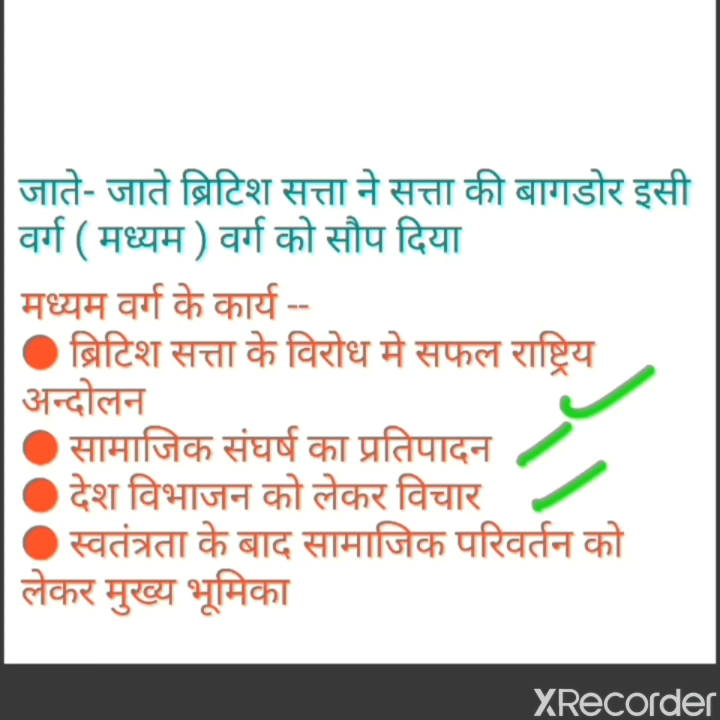 जाते- जाते ब्रिटिश सत्ता ने सत्ता की बागडोर इसी
वर्ग ( मध्यम ) वर्ग को सौप दिया
मध्यम वर्ग के कार्य --
● ब्रिटिश सत्ता के विरोध मे सफल राष्ट्रिय
अन्दोलन
● सामाजिक संघर्ष का प्रतिपादन
● देश विभाजन को लेकर विचार
● स्वतंत्रता के बाद सामाजिक परिवर्तन को
लेकर मुख्य भूमिका
XRecorder